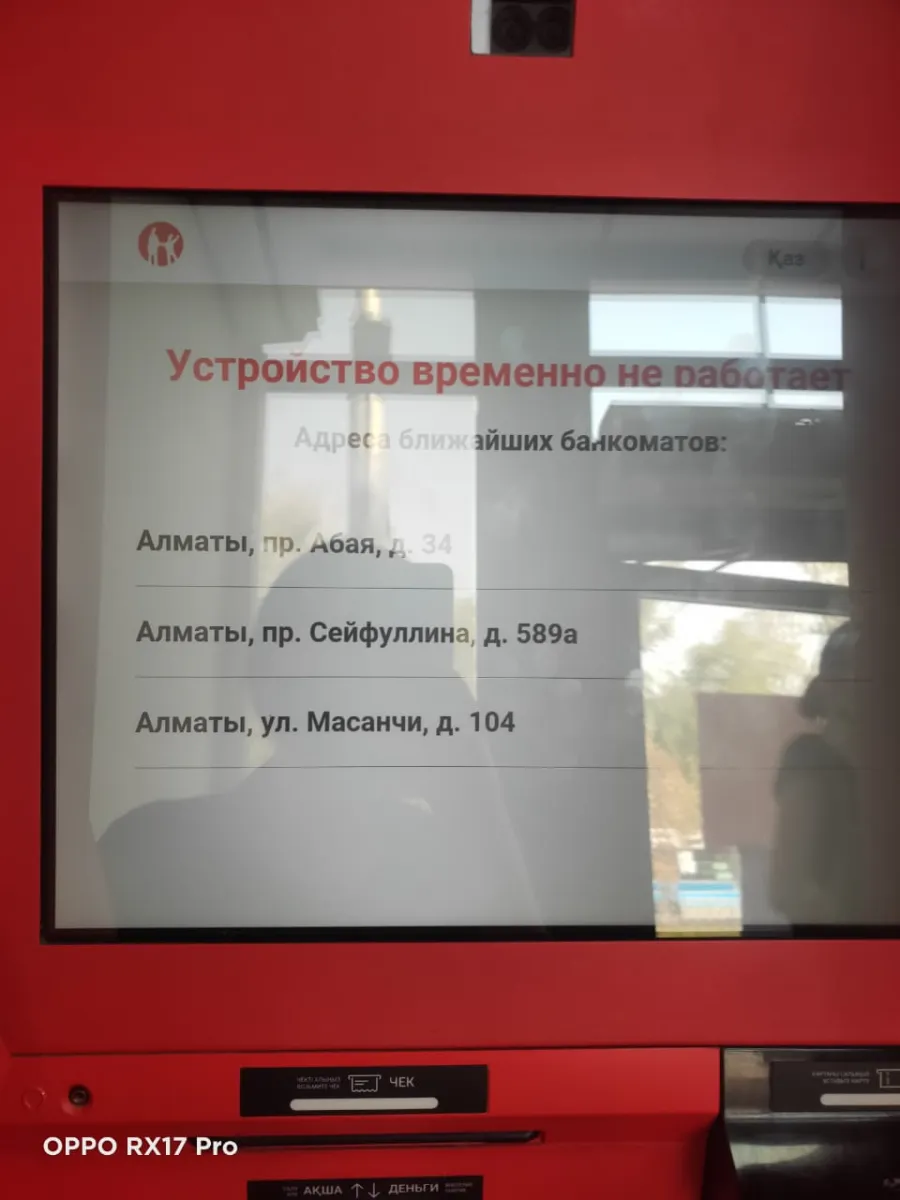 Қаз
Устройство временно не работает
Адреса ближайших банкоматов:
Алматы, пр. Абая, д. 34
Алматы, пр. Сейфуллина, д. 589а
Алматы, ул. Масанчи, д. 104
ЧЕК
OPPO RX17 Pro
АҚША ↑↓ ДЕНЬГИ